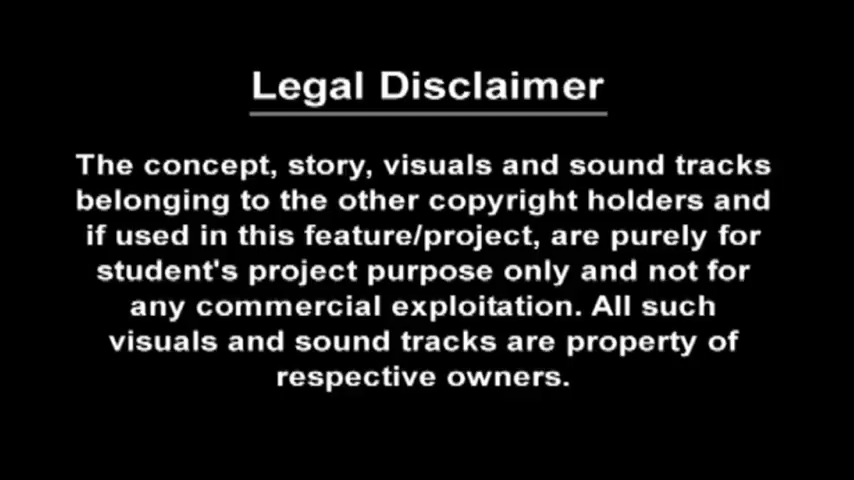 Legal Disclaimer
The concept, story, visuals and sound tracks
belonging to the other copyright holders and
if used in this feature/project, are purely for
student's project purpose only and not for
any commercial exploitation. All such
visuals and sound tracks are property of
respective owners.